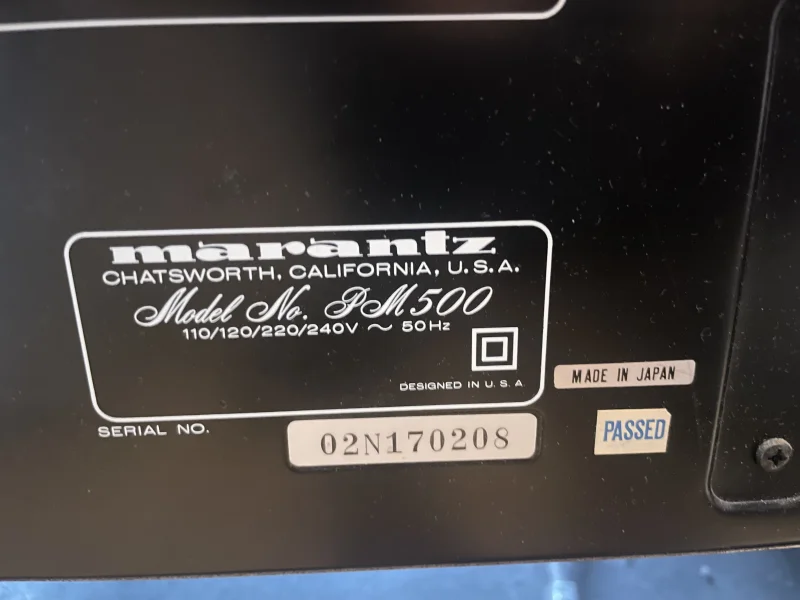 marantz
CHATSWORTH, CALIFORNIA, U.S.A.
Model No. PM500
110/120/220/240V ～ 50Hz
DESIGNED IN U.S.A
MADE IN JAPAN
SERIAL NO.
02N170208
PASSED